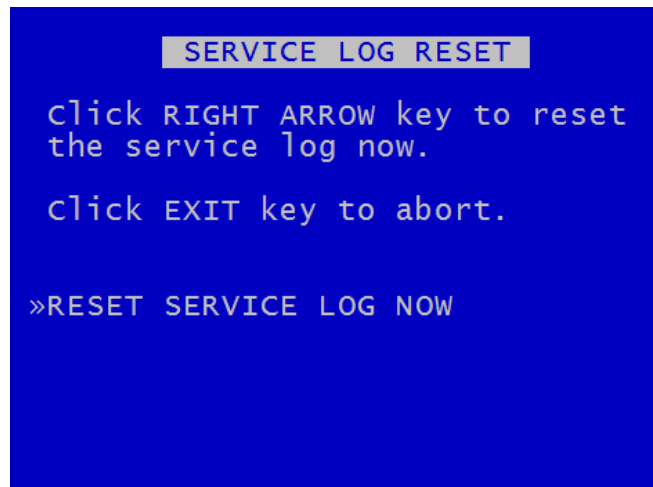 SERVICE LOG RESET
Click RIGHT ARROW key to reset
the service log now.
Click EXIT key to abort.
»RESET SERVICE LOG NOW